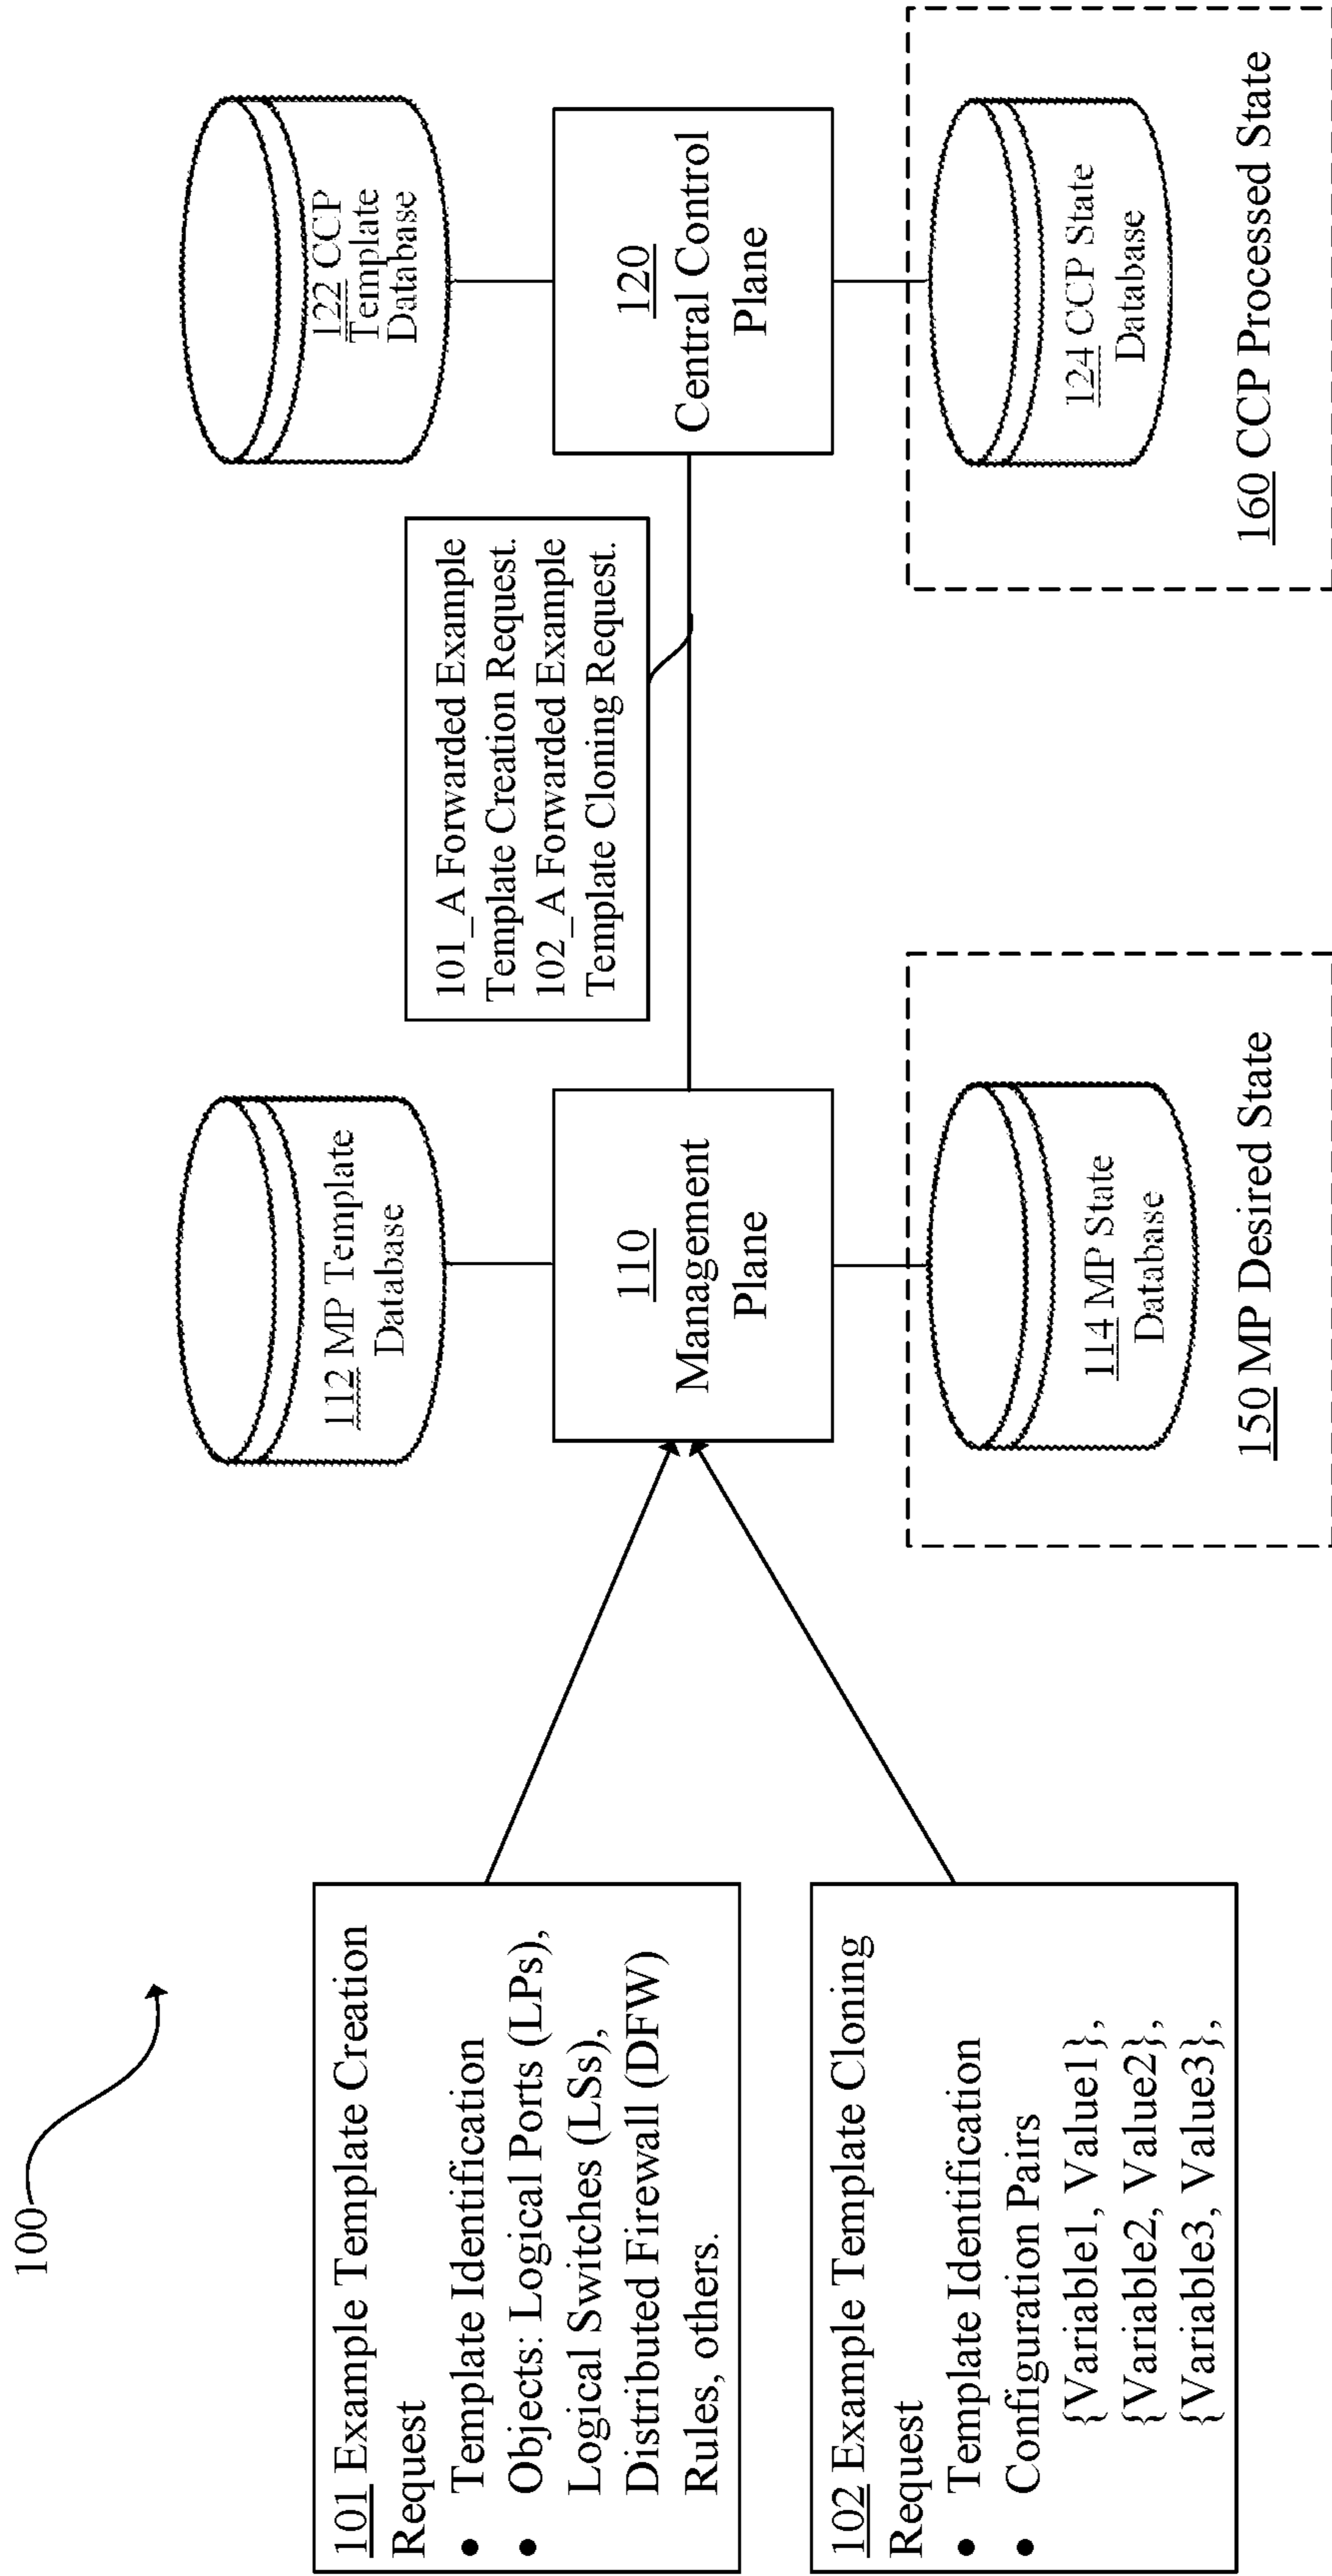 100
101 Example Template Creation
Request
• Template Identification
• Objects: Logical Ports (LPs),
Logical Switches (LSs),
Distributed Firewall (DFW)
Rules, others.
102 Example Template Cloning
Request
• Template Identification
• Configuration Pairs
{Variable1, Value1},
{Variable2, Value2},
{Variable3, Value3},
112 MP Template
Database
110
Management
Plane
114 MP State
Database
150 MP Desired State
101_A Forwarded Example
Template Creation Request.
102_A Forwarded Example
Template Cloning Request.
122 CCP
Template
Database
120
Central Control
Plane
124 CCP State
Database
160 CCP Processed State